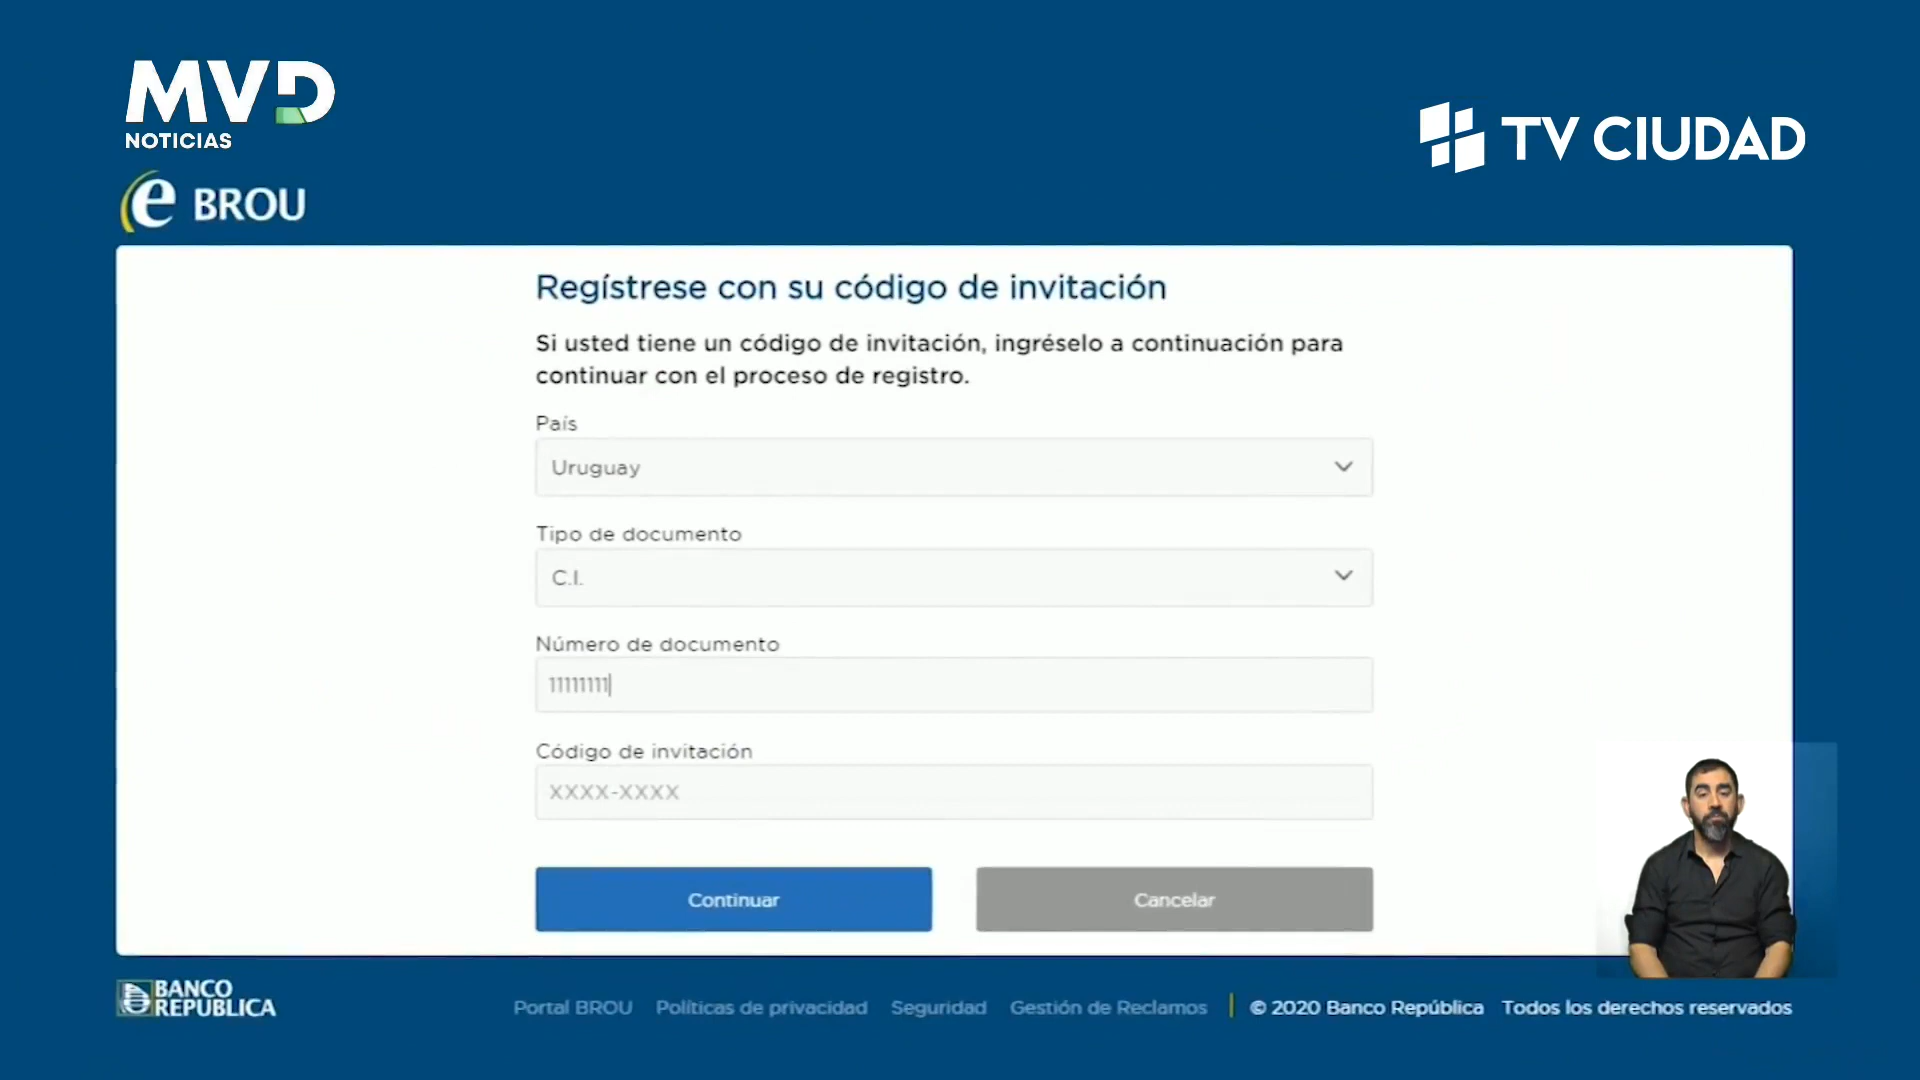 MVD
NOTICIAS
TV CIUDAD
e BROU
Regístrese con su código de invitación
Si usted tiene un código de invitación, ingréselo a continuación para
continuar con el proceso de registro.
País
Uruguay
Tipo de documento
C.I.
Número de documento
11111111
Código de invitación
XXXX-XXXX
Continuar
Cancelar
BANCO
REPUBLICA
Portal BROU
Políticas de privacidad
Seguridad
Gestión de Reclamos
© 2020 Banco República
Todos los derechos reservados